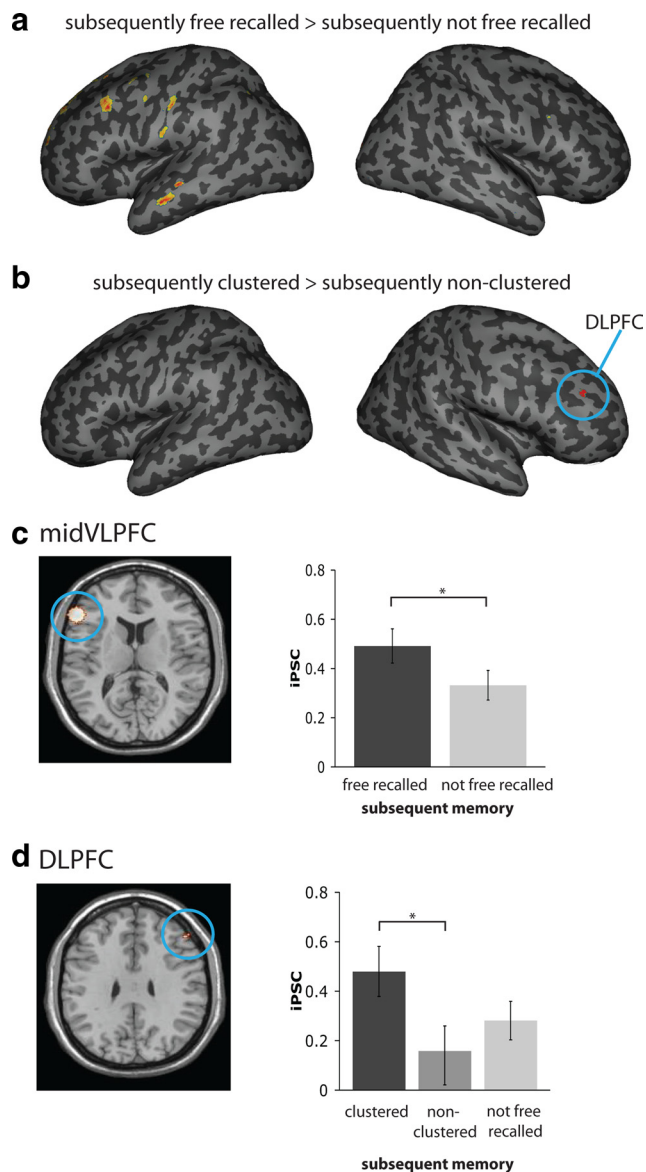 a
subsequently free recalled > subsequently not free recalled
b
subsequently clustered > subsequently non-clustered
DLPFC
c midVLPFC
0.8
0.6
0.4
0.2
0
iPSC
*
free recalled not free recalled
subsequent memory
d DLPFC
0.8
0.6
0.4
0.2
0
iPSC
*
clustered non- not free
clustered recalled
subsequent memory